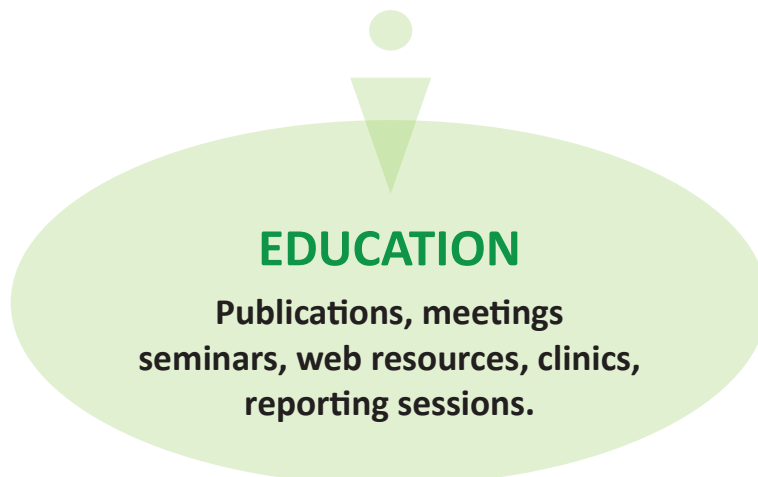 EDUCATION
Publications, meetings
seminars, web resources, clinics,
reporting sessions.